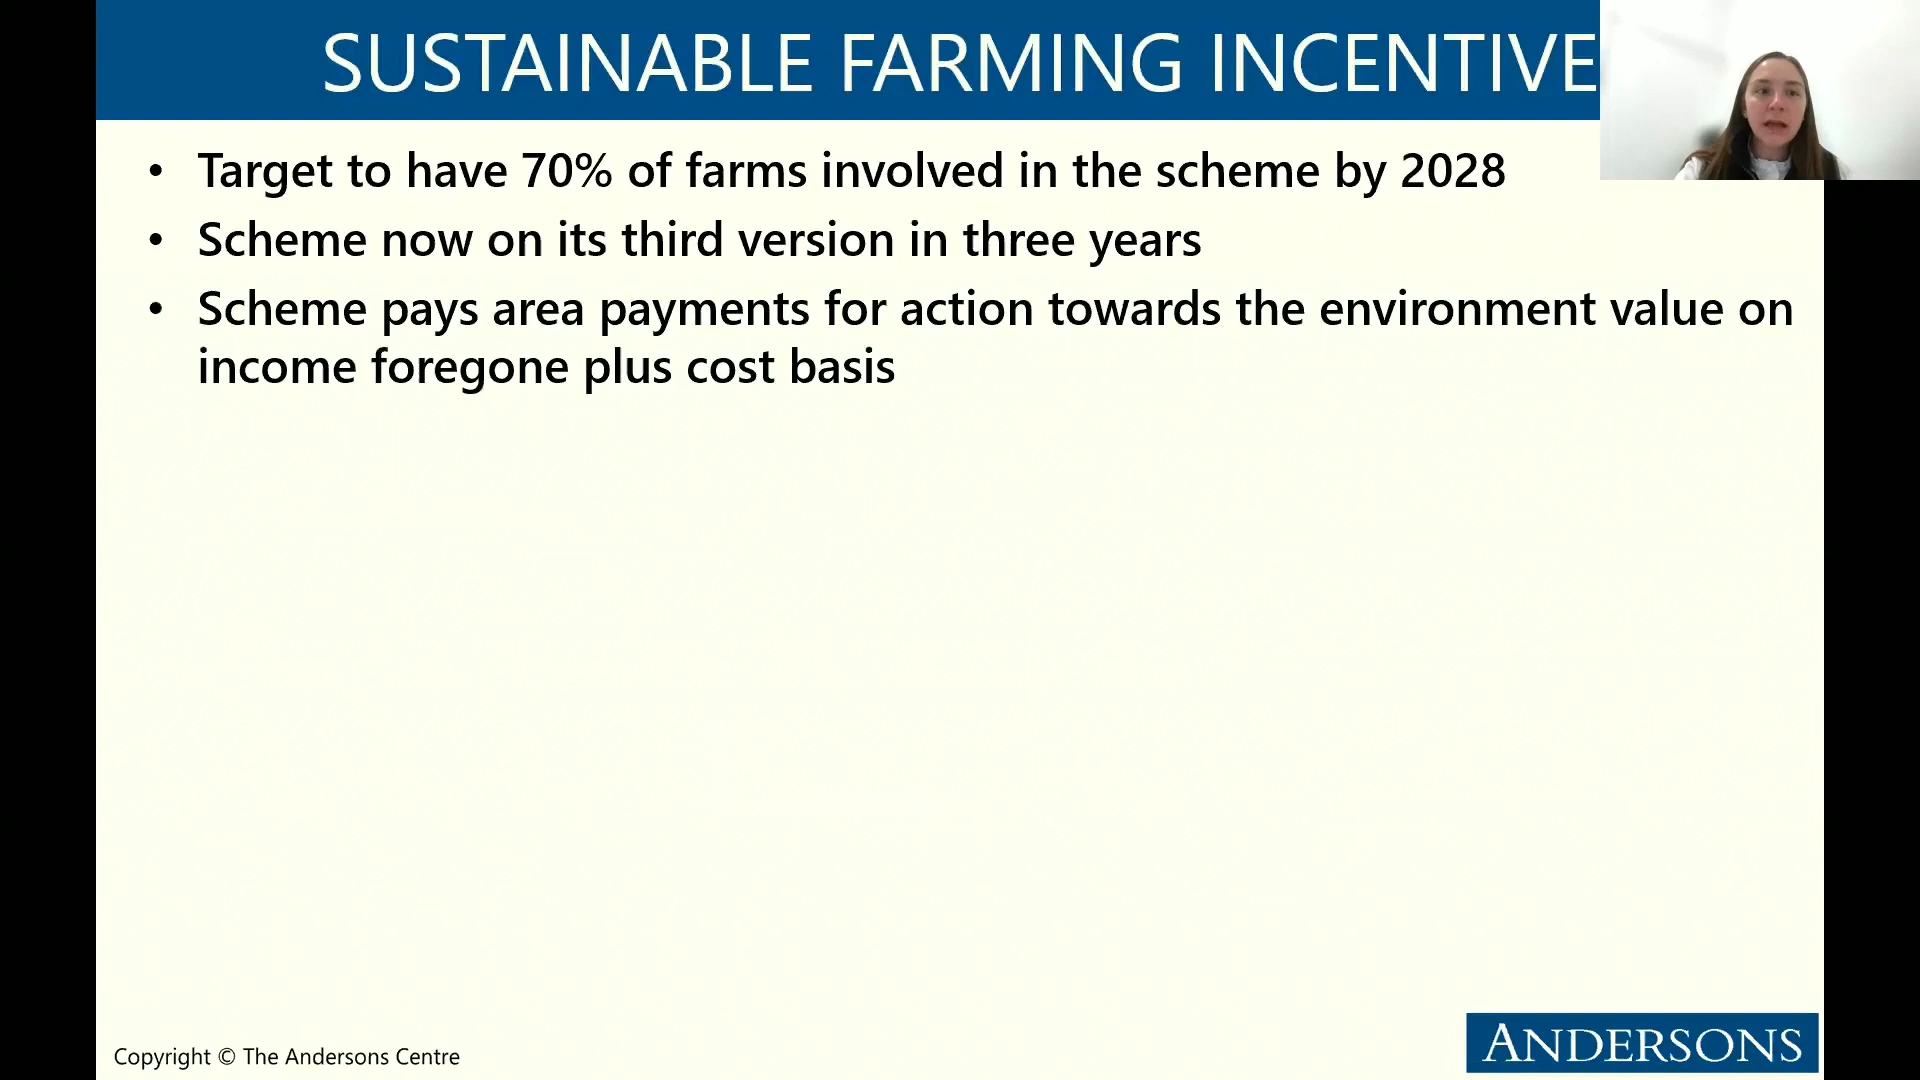 SUSTAINABLE FARMING INCENTIVE
• Target to have 70% of farms involved in the scheme by 2028
• Scheme now on its third version in three years
• Scheme pays area payments for action towards the environment value on
income foregone plus cost basis
Copyright © The Andersons Centre
ANDERSONS